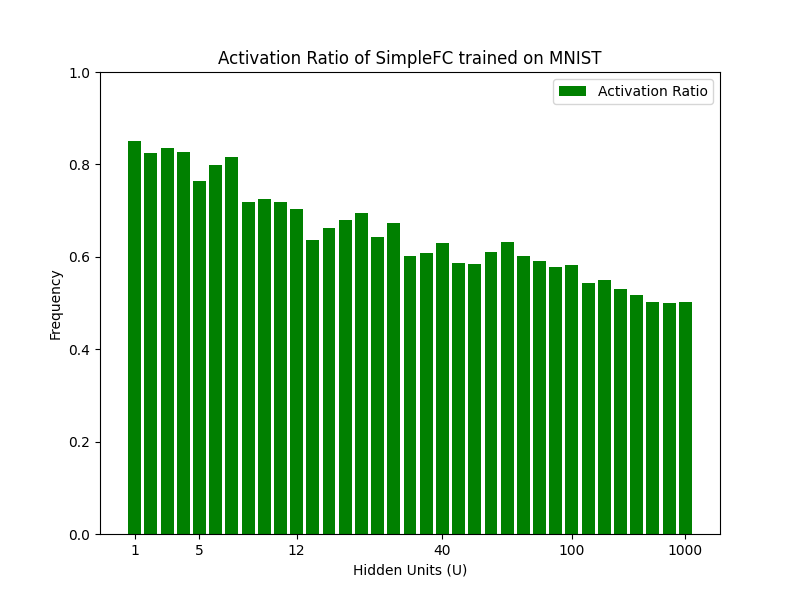 Activation Ratio of SimpleFC trained on MNIST
Activation Ratio
1.0
0.8
0.6
0.4
0.2
0.0
Frequency
1 5 12 40 100 1000
Hidden Units (U)